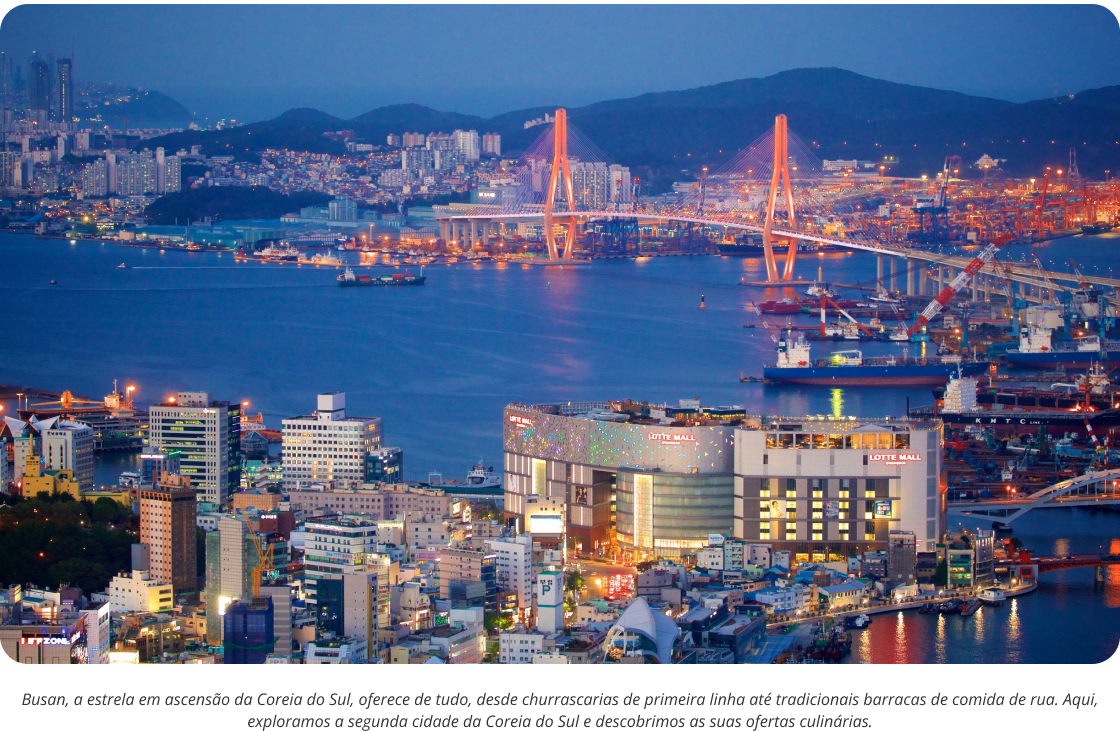 LOTTE MALL
LOTTE MALL
LOTTE MALL
KMTC LINE
P
Busan, a estrela em ascensão da Coreia do Sul, oferece de tudo, desde churrascarias de primeira linha até tradicionais barracas de comida de rua. Aqui,
exploramos a segunda cidade da Coreia do Sul e descobrimos as suas ofertas culinárias.